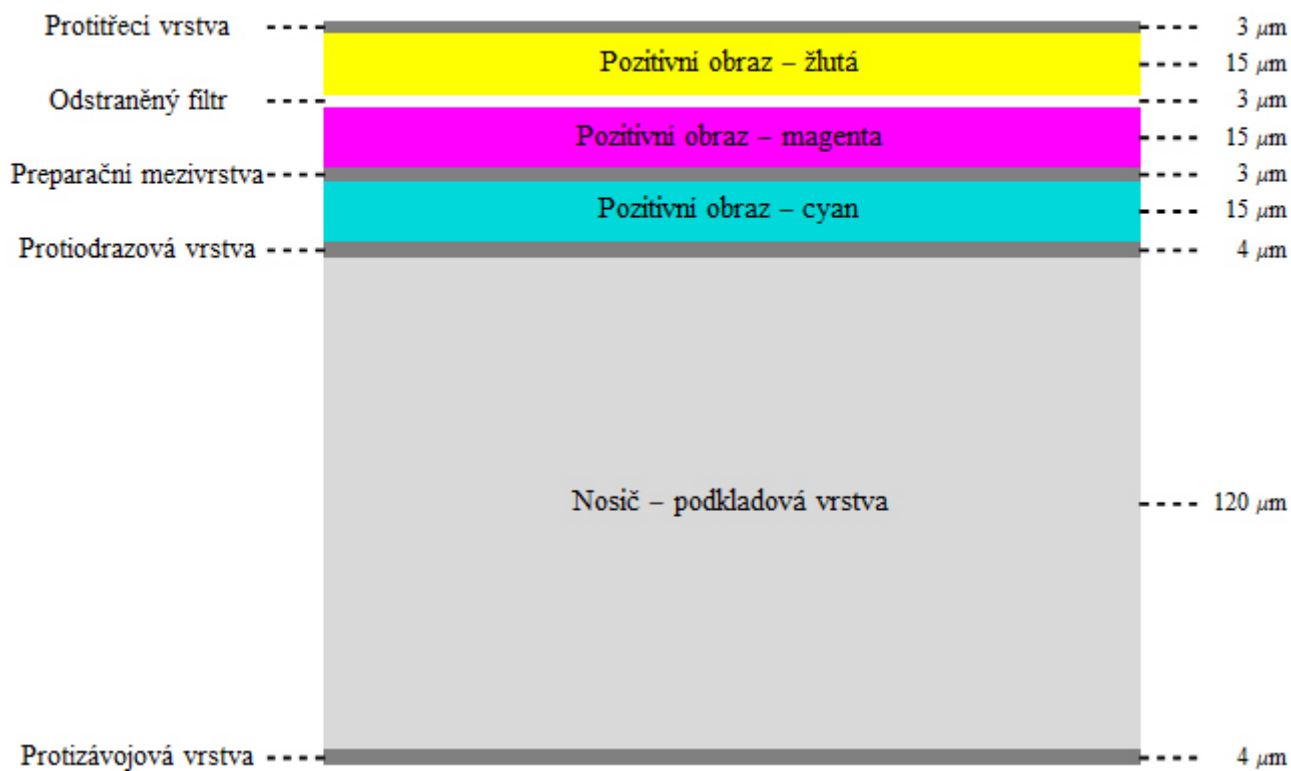 Protitřecí vrstva 3 μm
Pozitivní obraz – žlutá 15 μm
Odstraněný filtr 3 μm
Pozitivní obraz – magenta 15 μm
Preparační mezivrstva 3 μm
Pozitivní obraz – cyan 15 μm
Protiodrazová vrstva 4 μm
Nosič – podkladová vrstva 120 μm
Protizávojová vrstva 4 μm